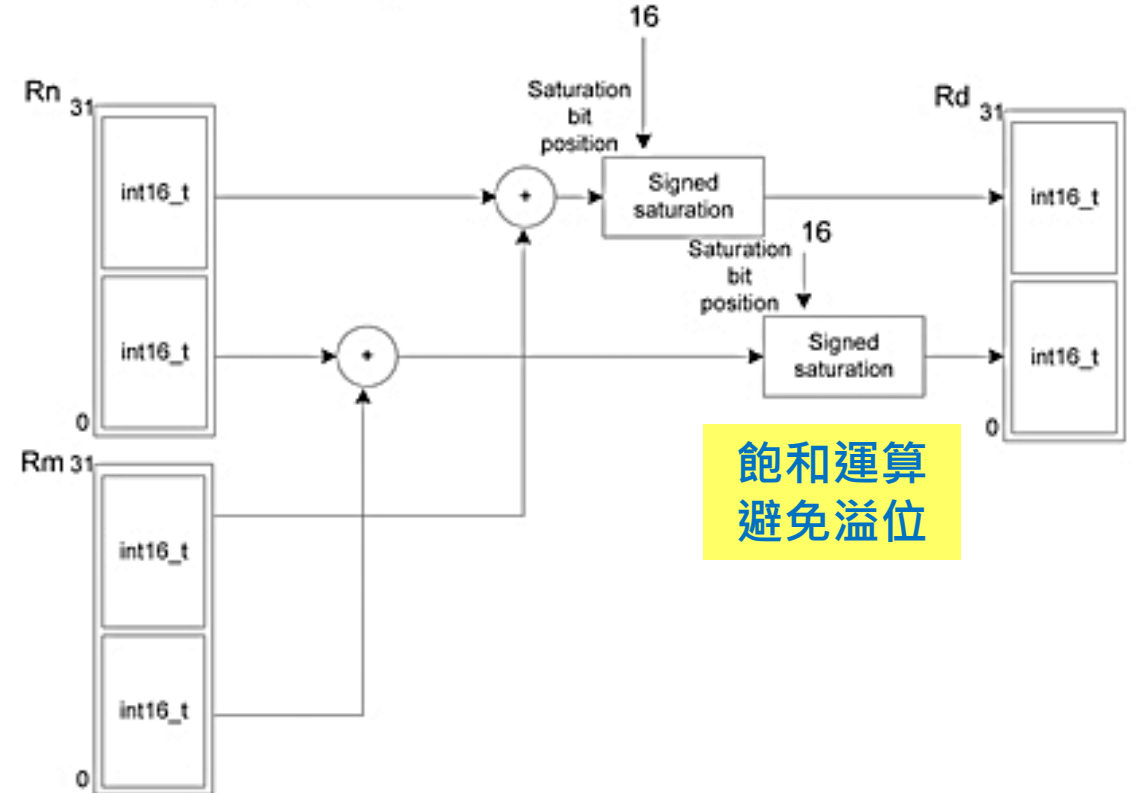 16
Rn
31
Saturation
bit
position
Rd
31
int16_t
+
Signed
saturation
int16_t
16
Saturation
bit
position
int16_t
+
Signed
saturation
int16_t
0
0
飽和運算
避免溢位
Rm 31
int16_t
int16_t
0